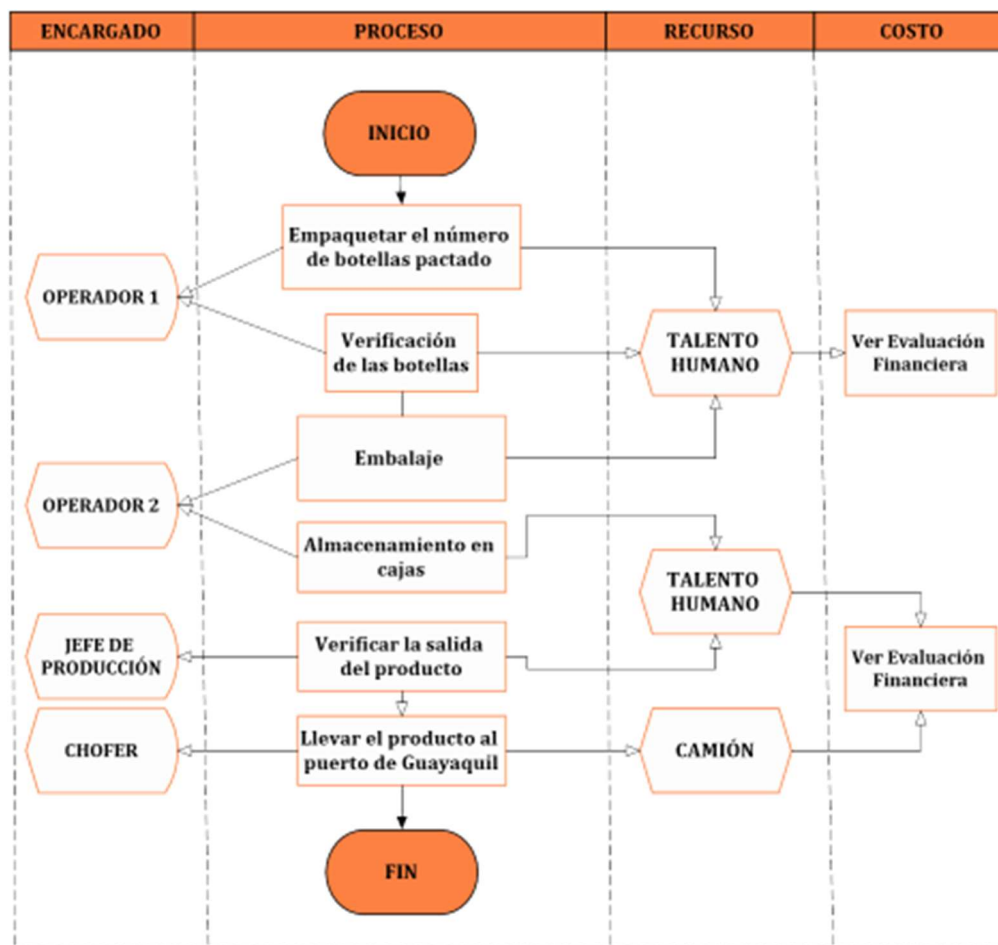 ENCARGADO
PROCESO
RECURSO
COSTO
INICIO
Empaquetar el número
de botellas pactado
OPERADOR 1
Verificación
de las botellas
TALENTO
HUMANO
Ver Evaluación
Financiera
Embalaje
OPERADOR 2
Almacenamiento en
cajas
TALENTO
HUMANO
JEFE DE
PRODUCCIÓN
Verificar la salida
del producto
Ver Evaluación
Financiera
CHOFER
Llevar el producto al
puerto de Guayaquil
CAMIÓN
FIN